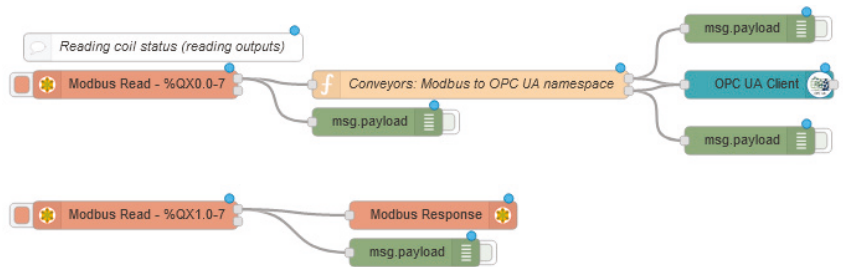 msg.payload
Reading coil status (reading outputs)
Modbus Read - %QX0.0-7
Conveyors: Modbus to OPC UA namespace
OPC UA Client
msg.payload
msg.payload
Modbus Read - %QX1.0-7
Modbus Response
msg.payload